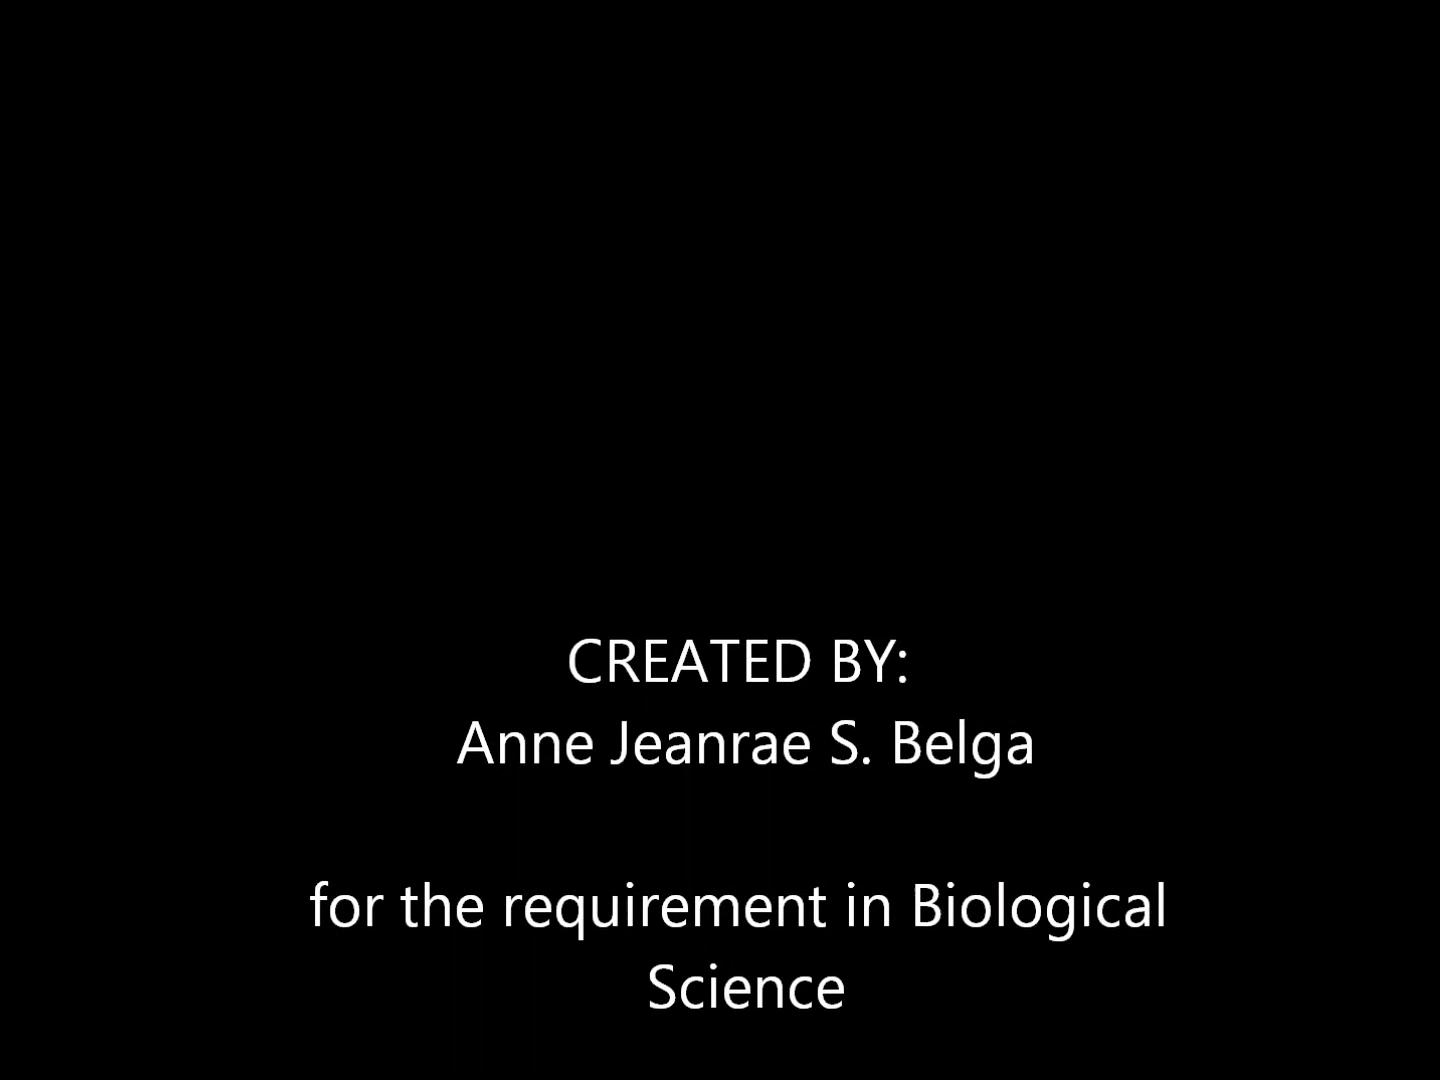 CREATED BY:
Anne Jeanrae S. Belga
for the requirement in Biological
Science